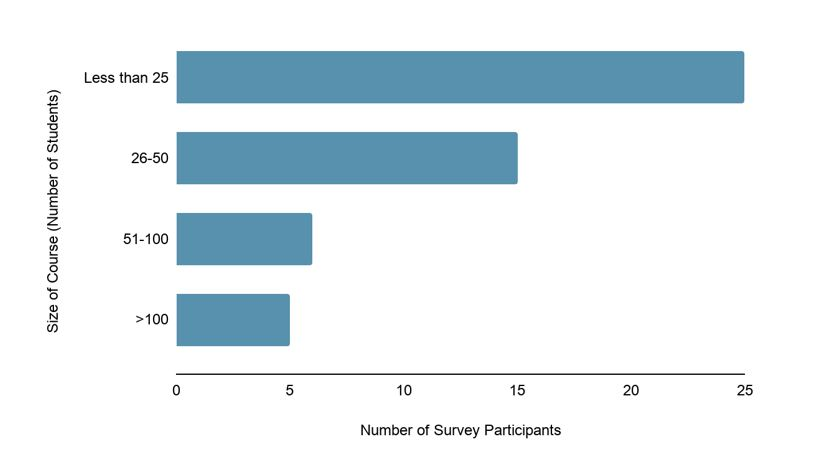 Size of Course (Number of Students)
Less than 25
26-50
51-100
>100
0 5 10 15 20 25
Number of Survey Participants